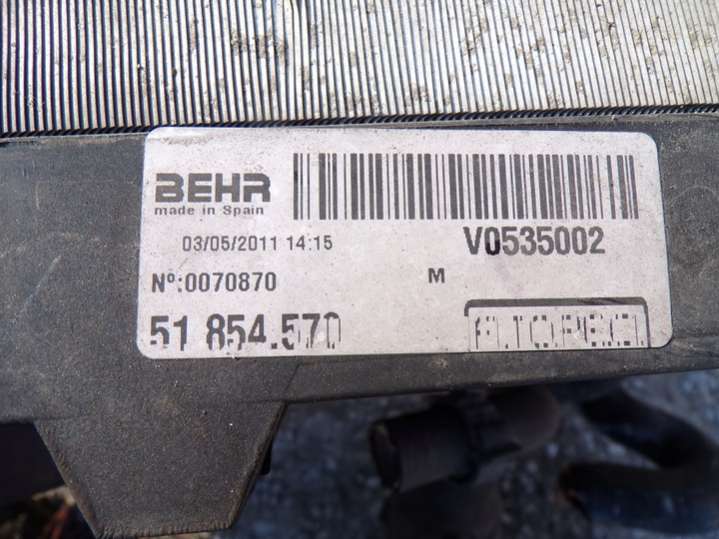 BEHR
made in Spain
03/05/2011 14:15
V0535002
Nº:0070870
M
51 854.570